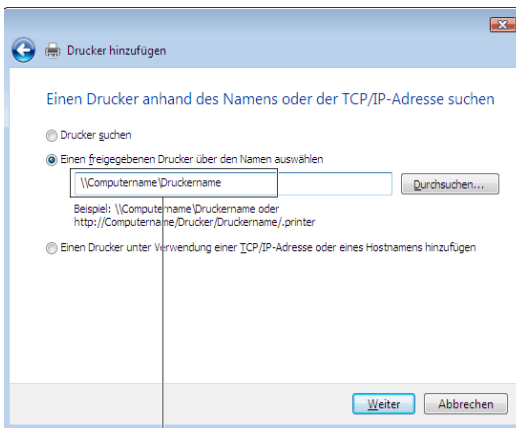 Drucker hinzufügen
Einen Drucker anhand des Namens oder der TCP/IP-Adresse suchen
Drucker suchen
Einen freigegebenen Drucker über den Namen auswählen
\\Computername\Druckername
Durchsuchen...
Beispiel: \\Computername\Druckername oder
http://Computername/Drucker/Druckername/.printer
Einen Drucker unter Verwendung einer TCP/IP-Adresse oder eines Hostnamens hinzufügen
Weiter
Abbrechen